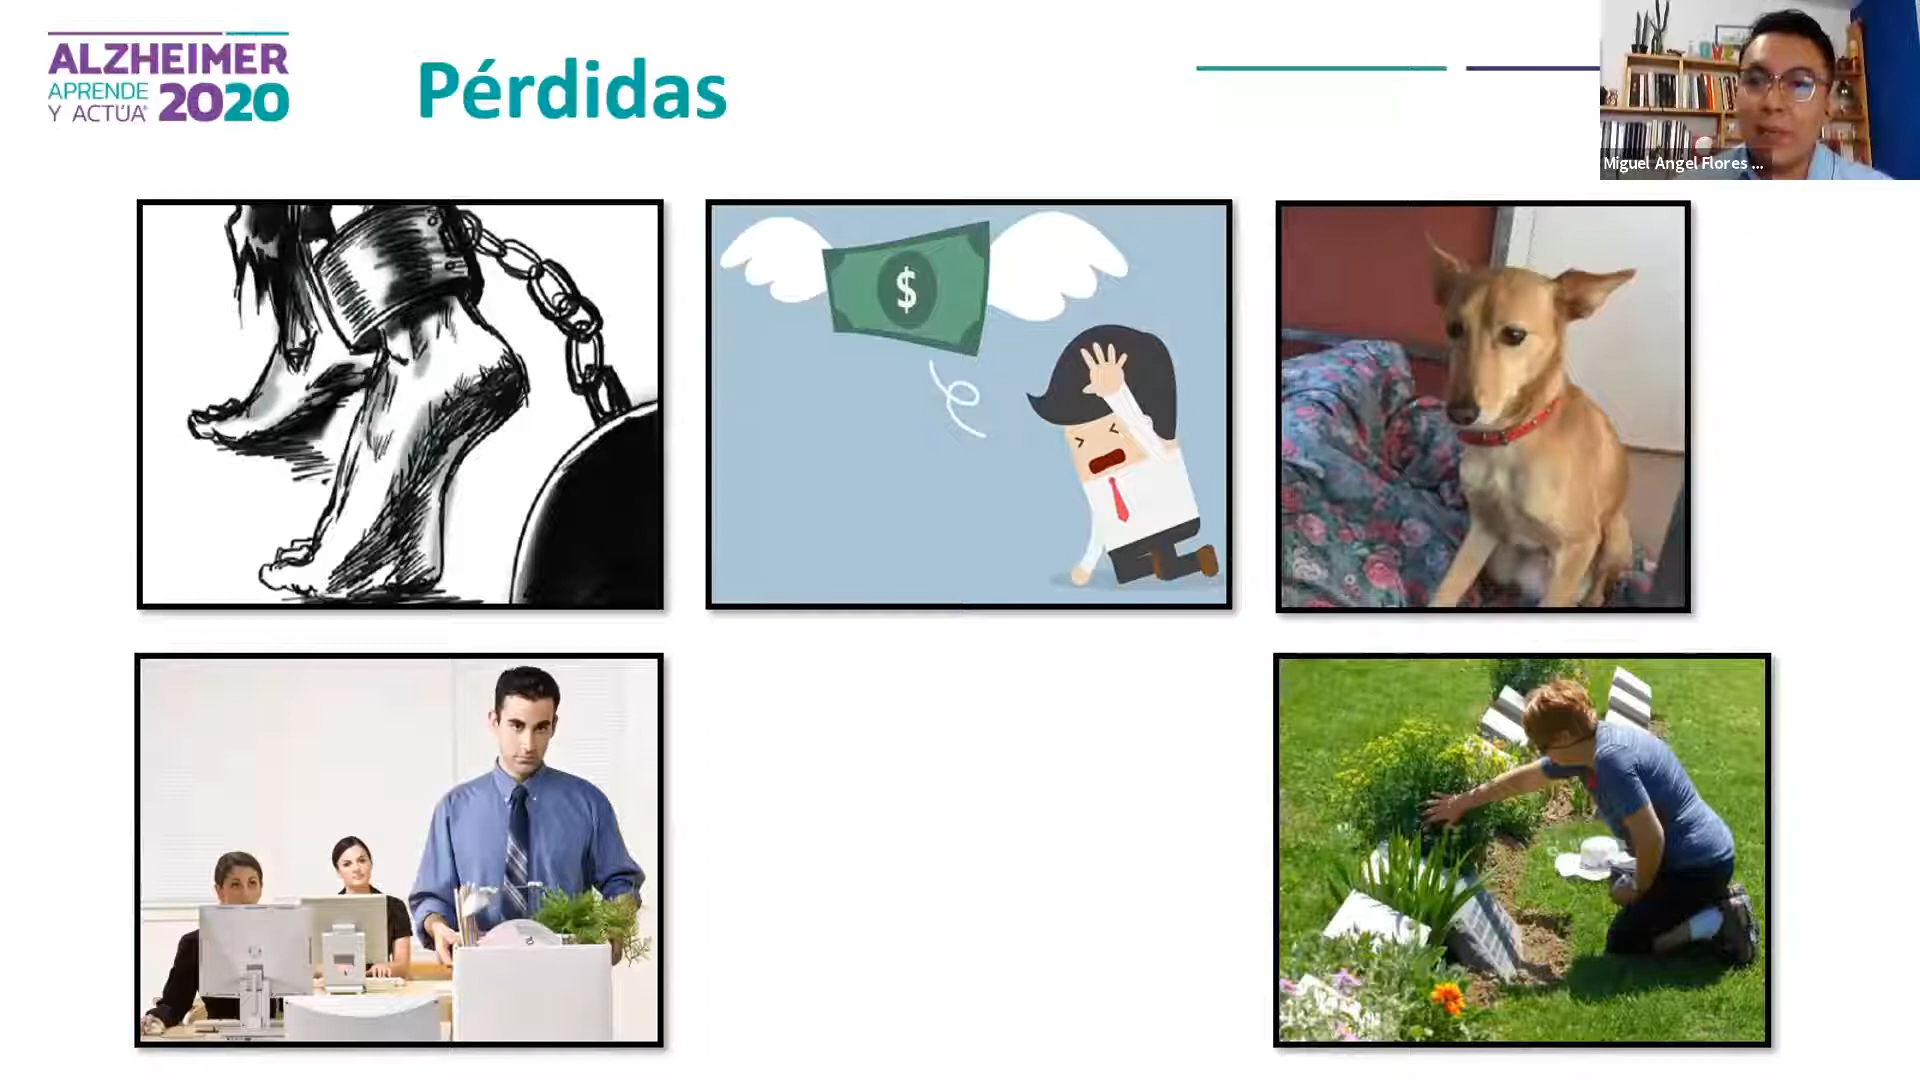 ALZHEIMER
APRENDE
Y ACTÚA® 2020
Pérdidas
Miguel Angel Flores ...
$